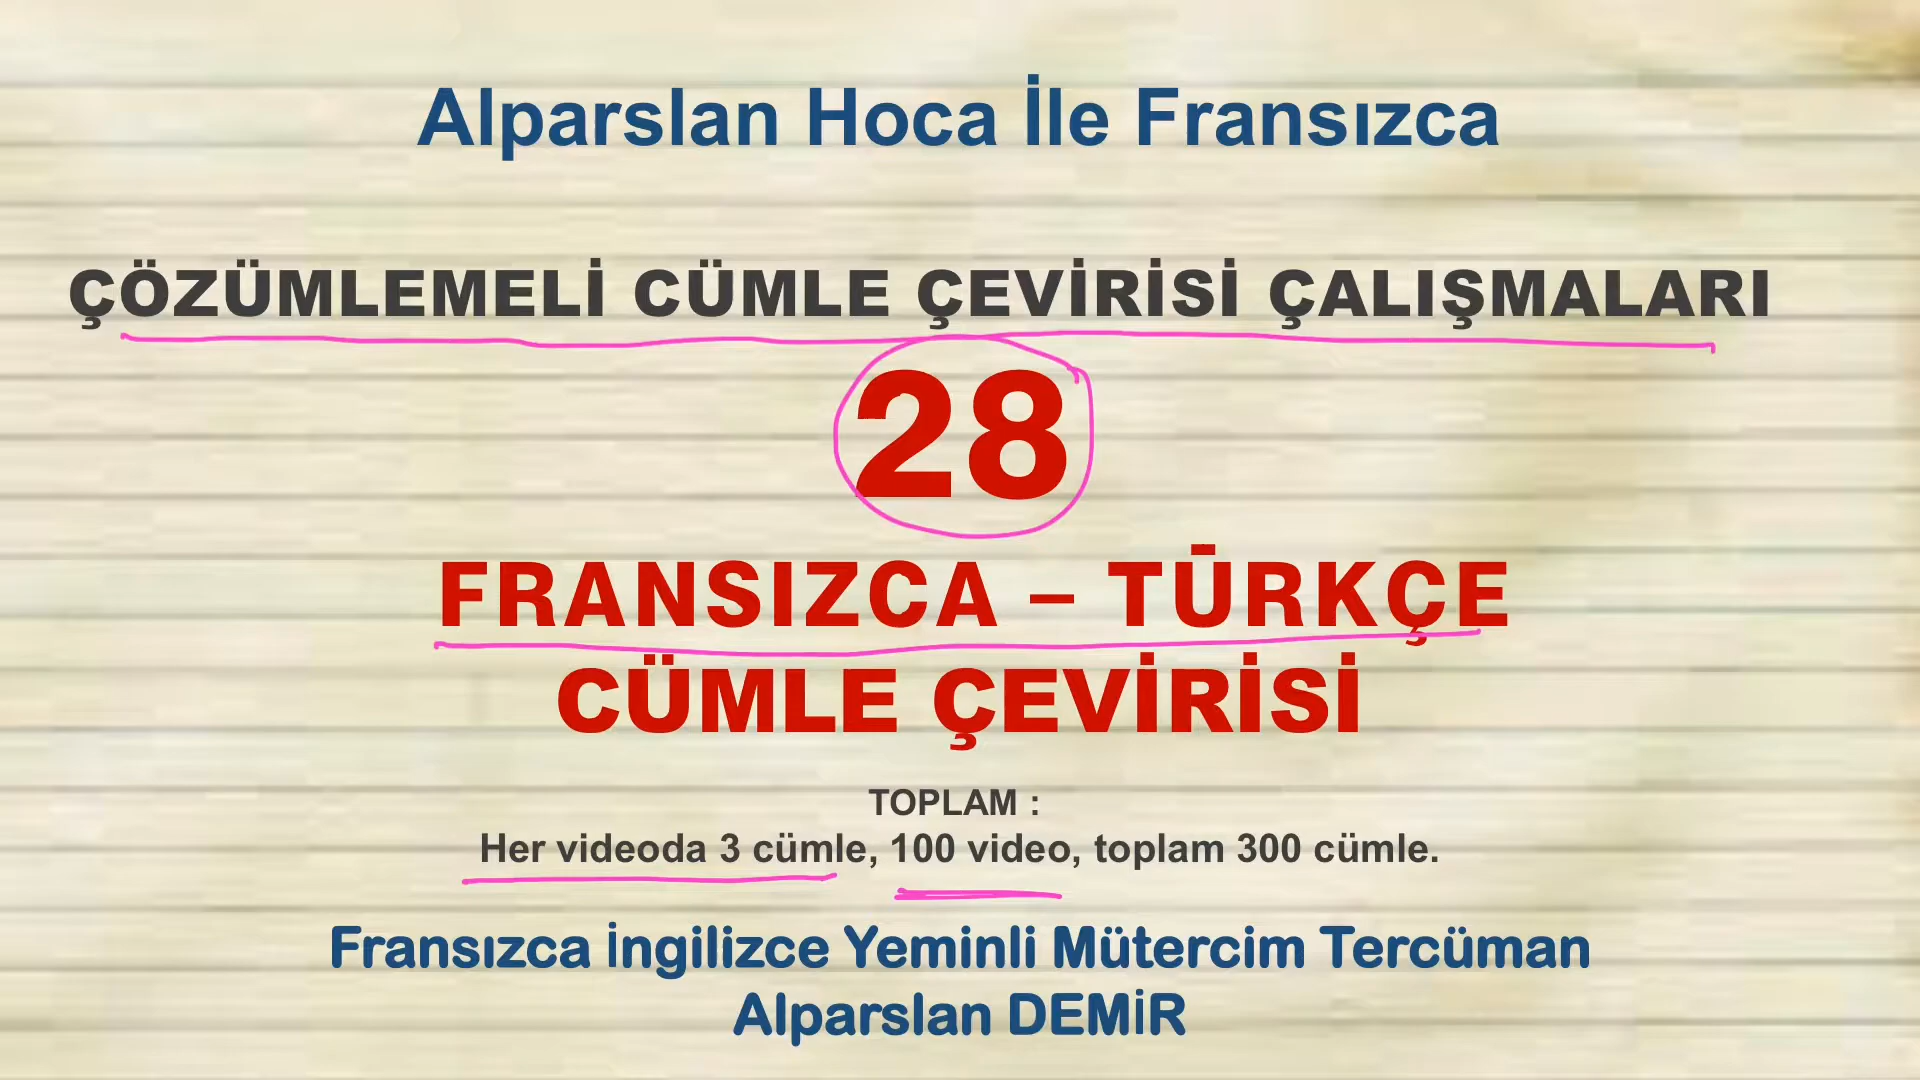 Alparslan Hoca İle Fransızca
ÇÖZÜMLEMELİ CÜMLE ÇEVİRİSİ ÇALIŞMALARI
28
FRANSIZCA – TÜRKÇE
CÜMLE ÇEVİRİSİ
TOPLAM :
Her videoda 3 cümle, 100 video, toplam 300 cümle.
Fransızca İngilizce Yeminli Mütercim Tercüman
Alparslan DEMİR